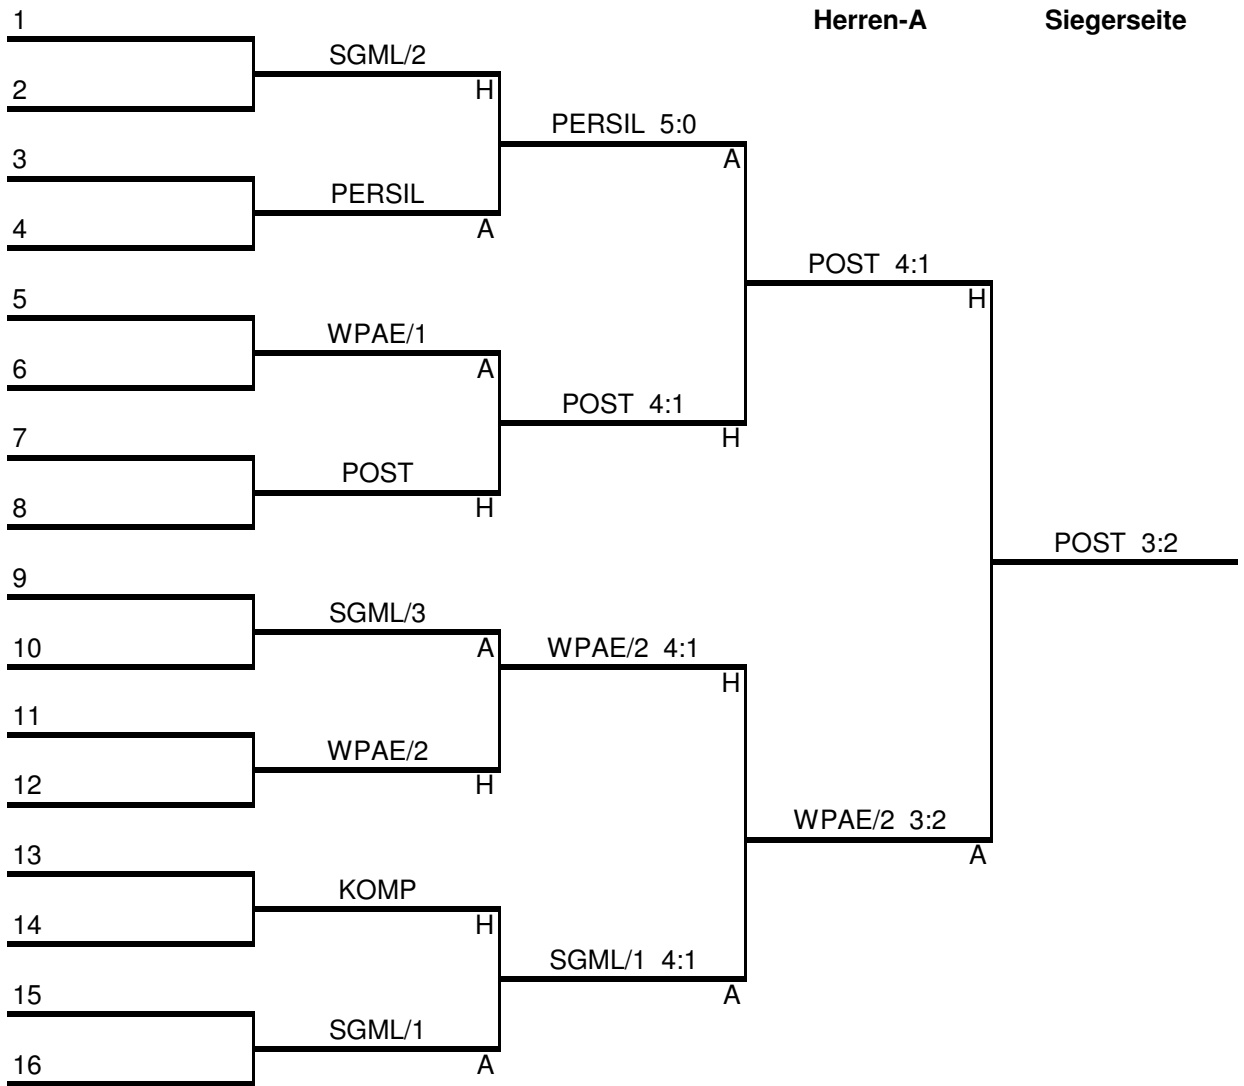 1
Herren-A
Siegerseite
SGML/2
2
H
PERSIL 5:0
A
3
PERSIL
4
A
POST 4:1
H
5
WPAE/1
6
A
POST 4:1
H
7
POST
8
H
POST 3:2
9
SGML/3
10
A
WPAE/2 4:1
H
11
WPAE/2
12
H
WPAE/2 3:2
A
13
KOMP
14
H
SGML/1 4:1
A
15
SGML/1
16
A